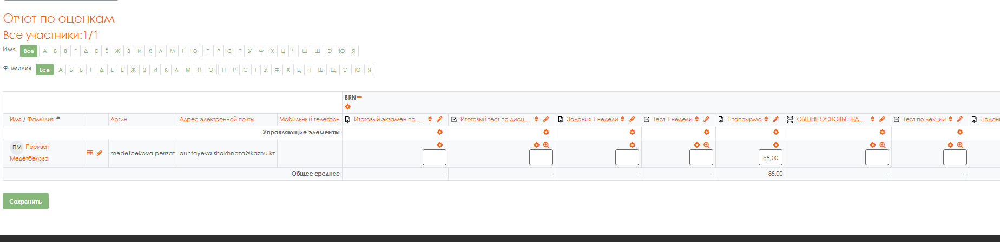 Отчет по оценкам
Все участники:1/1
Имя Все А Б В Г Д Е Ё Ж З И К Л М Н О П Р С Т У Ф Х Ц Ч Ш Щ Э Ю Я
Фамилия Все А Б В Г Д Е Ё Ж З И К Л М Н О П Р С Т У Ф Х Ц Ч Ш Щ Э Ю Я
BRN
Имя / Фамилия Логин Адрес электронной почты Мобильный телефон Итоговый экзамен по ... Итоговый тест по дисц... Задания 1 недели Тест 1 недели 1 тапсырма ОБЩИЕ ОСНОВЫ ПЕД... Тест по лекции
Управляющие элементы
ПМ Перизат
Медетбекова medetbekova.perizat auntayeva.shakhnoza@kaznu.kz 85,00
Общее среднее - - - - 85,00 - -
Сохранить